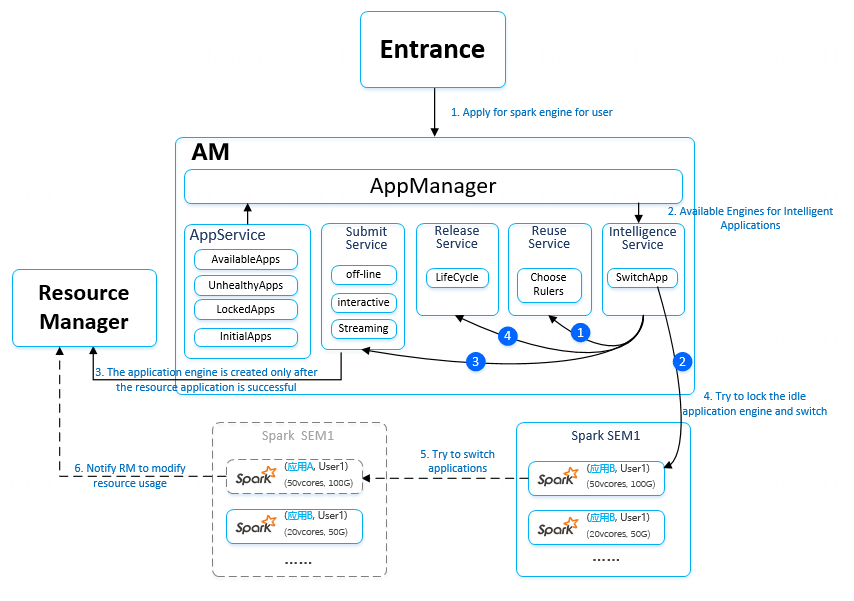 Entrance
1. Apply for spark engine for user
AM
AppManager
2. Available Engines for Intelligent
Applications
AppService
AvailableApps
UnhealthyApps
LockedApps
InitialApps
Submit
Service
off-line
interactive
Streaming
Release
Service
LifeCycle
Reuse
Service
Choose
Rulers
Intelligence
Service
SwitchApp
Resource
Manager
4
1
3
2
3. The application engine is created only after
the resource application is successful
4. Try to lock the idle
application engine and switch
Spark SEM1
Spark
(应用A, User1)
(50vcores, 100G)
Spark
(应用B, User1)
(20vcores, 50G)
......
5. Try to switch
applications
6. Notify RM to modify
resource usage
Spark SEM1
Spark
(应用B, User1)
(50vcores, 100G)
Spark
(应用B, User1)
(20vcores, 50G)
......